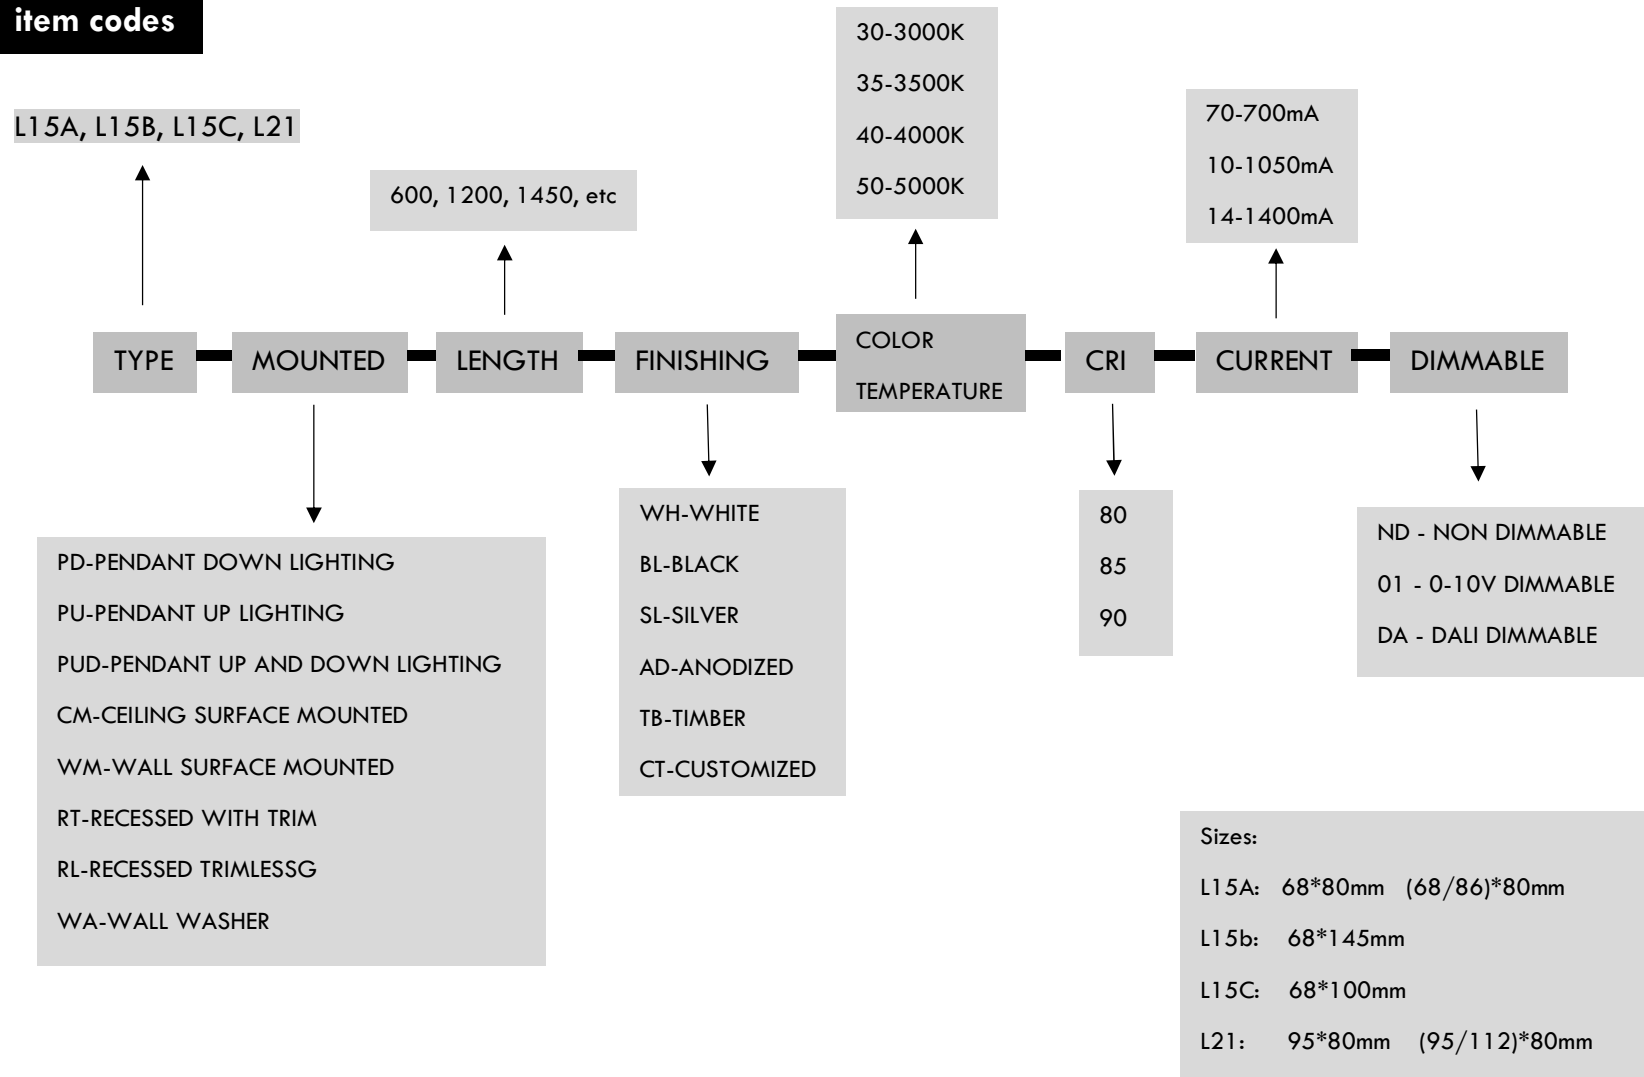 item codes
L15A, L15B, L15C, L21
600, 1200, 1450, etc
30-3000K
35-3500K
40-4000K
50-5000K
70-700mA
10-1050mA
14-1400mA
TYPE
MOUNTED
LENGTH
FINISHING
COLOR
TEMPERATURE
CRI
CURRENT
DIMMABLE
PD-PENDANT DOWN LIGHTING
PU-PENDANT UP LIGHTING
PUD-PENDANT UP AND DOWN LIGHTING
CM-CEILING SURFACE MOUNTED
WM-WALL SURFACE MOUNTED
RT-RECESSED WITH TRIM
RL-RECESSED TRIMLESSG
WA-WALL WASHER
WH-WHITE
BL-BLACK
SL-SILVER
AD-ANODIZED
TB-TIMBER
CT-CUSTOMIZED
80
85
90
ND - NON DIMMABLE
01 - 0-10V DIMMABLE
DA - DALI DIMMABLE
Sizes:
L15A: 68*80mm (68/86)*80mm
L15b: 68*145mm
L15C: 68*100mm
L21: 95*80mm (95/112)*80mm